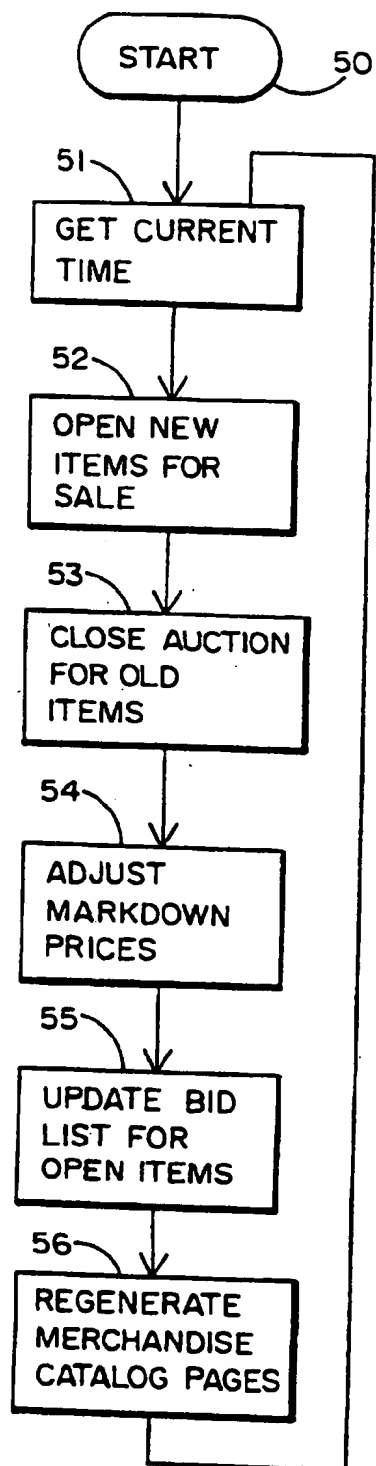 START
50
51
GET CURRENT
TIME
52
OPEN NEW
ITEMS FOR
SALE
53
CLOSE AUCTION
FOR OLD
ITEMS
54
ADJUST
MARKDOWN
PRICES
55
UPDATE BID
LIST FOR
OPEN ITEMS
56
REGENERATE
MERCHANDISE
CATALOG PAGES